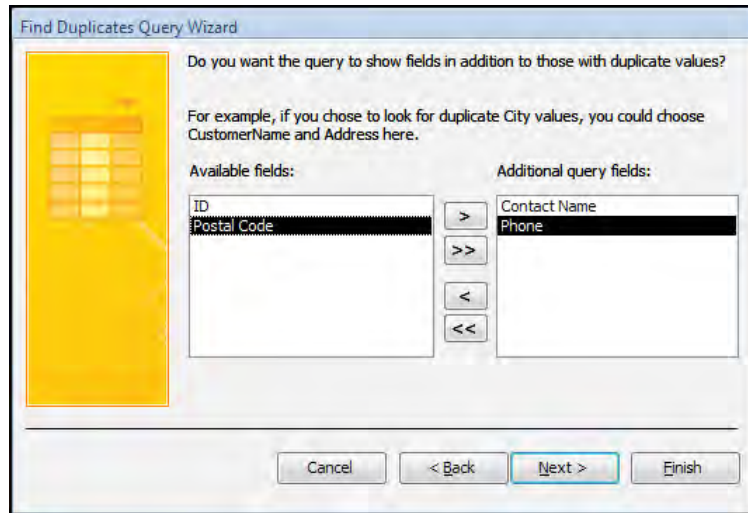 Find Duplicates Query Wizard
Do you want the query to show fields in addition to those with duplicate values?
For example, if you chose to look for duplicate City values, you could choose
CustomerName and Address here.
Available fields:
Additional query fields:
ID
Postal Code
>
>>
<
<<
Contact Name
Phone
Cancel
< Back
Next >
Finish